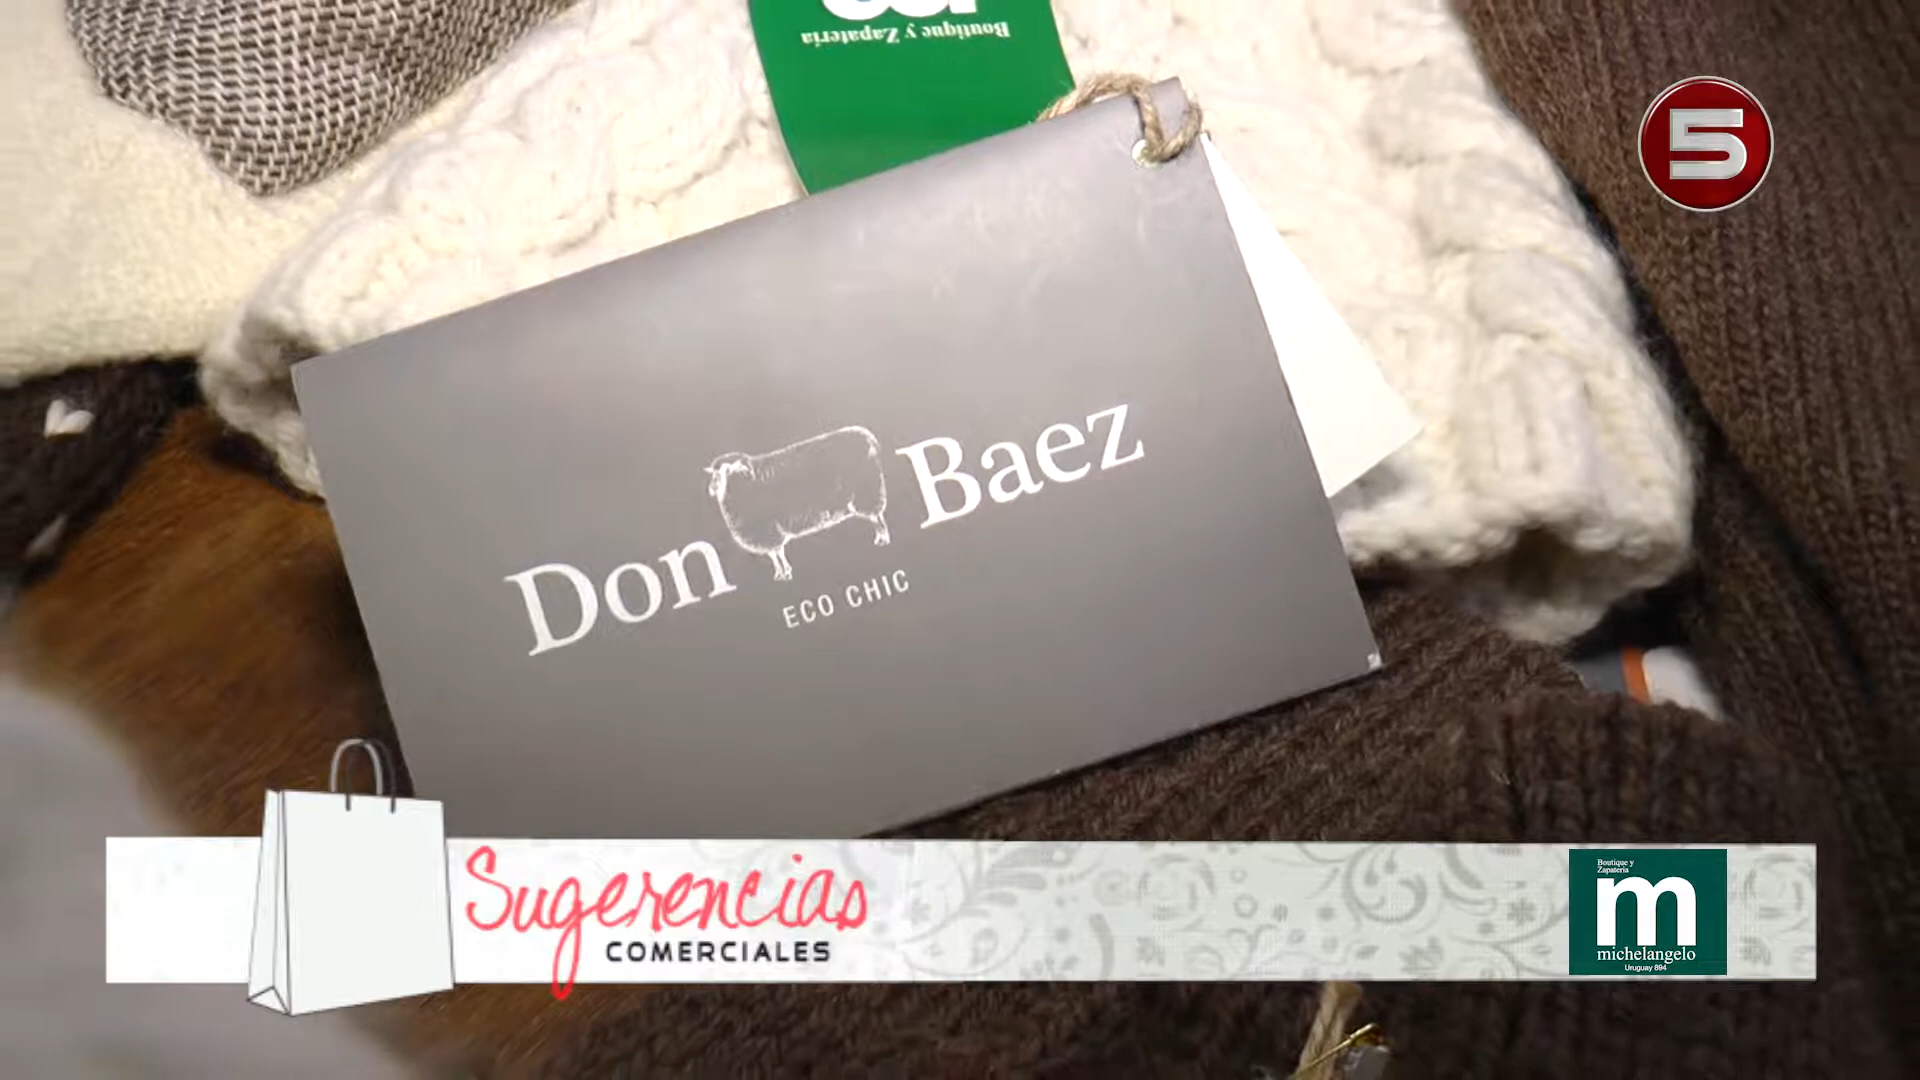 Boutique y Zapatería
5
Don Baez
ECO CHIC
Sugerencias
COMERCIALES
Boutique y
Zapatería
m
michelangelo
Uruguay 894